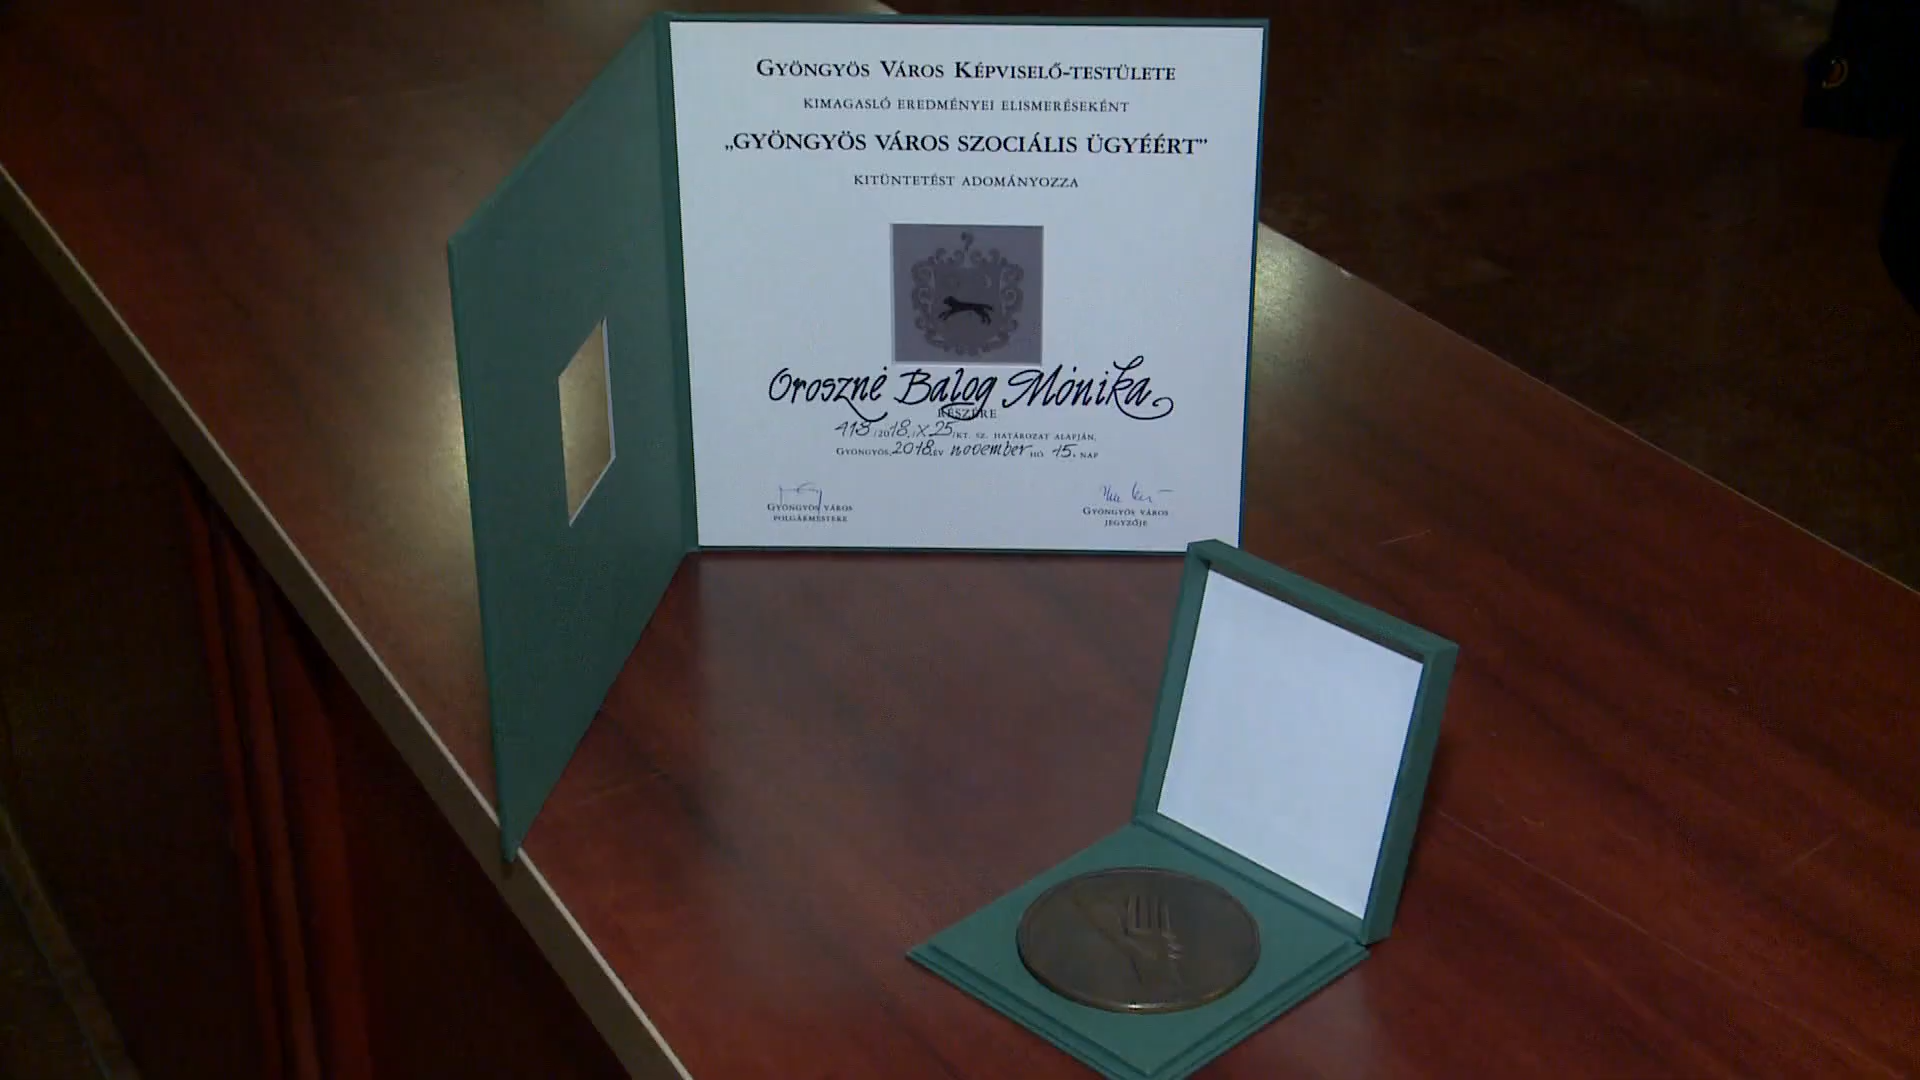 Gyöngyös Város Képviselő-testülete
kimagasló eredményei elismeréseként
„GYÖNGYÖS VÁROS SZOCIÁLIS ÜGYÉÉRT”
kitüntetést adományozza
Oroszné Balog Mónika
részére
418/2018./X 25/kt. sz. határozat alapján,
Gyöngyös, 2018.év november hó 15. nap
Gyöngyös város Gyöngyös város
polgármestere jegyzője